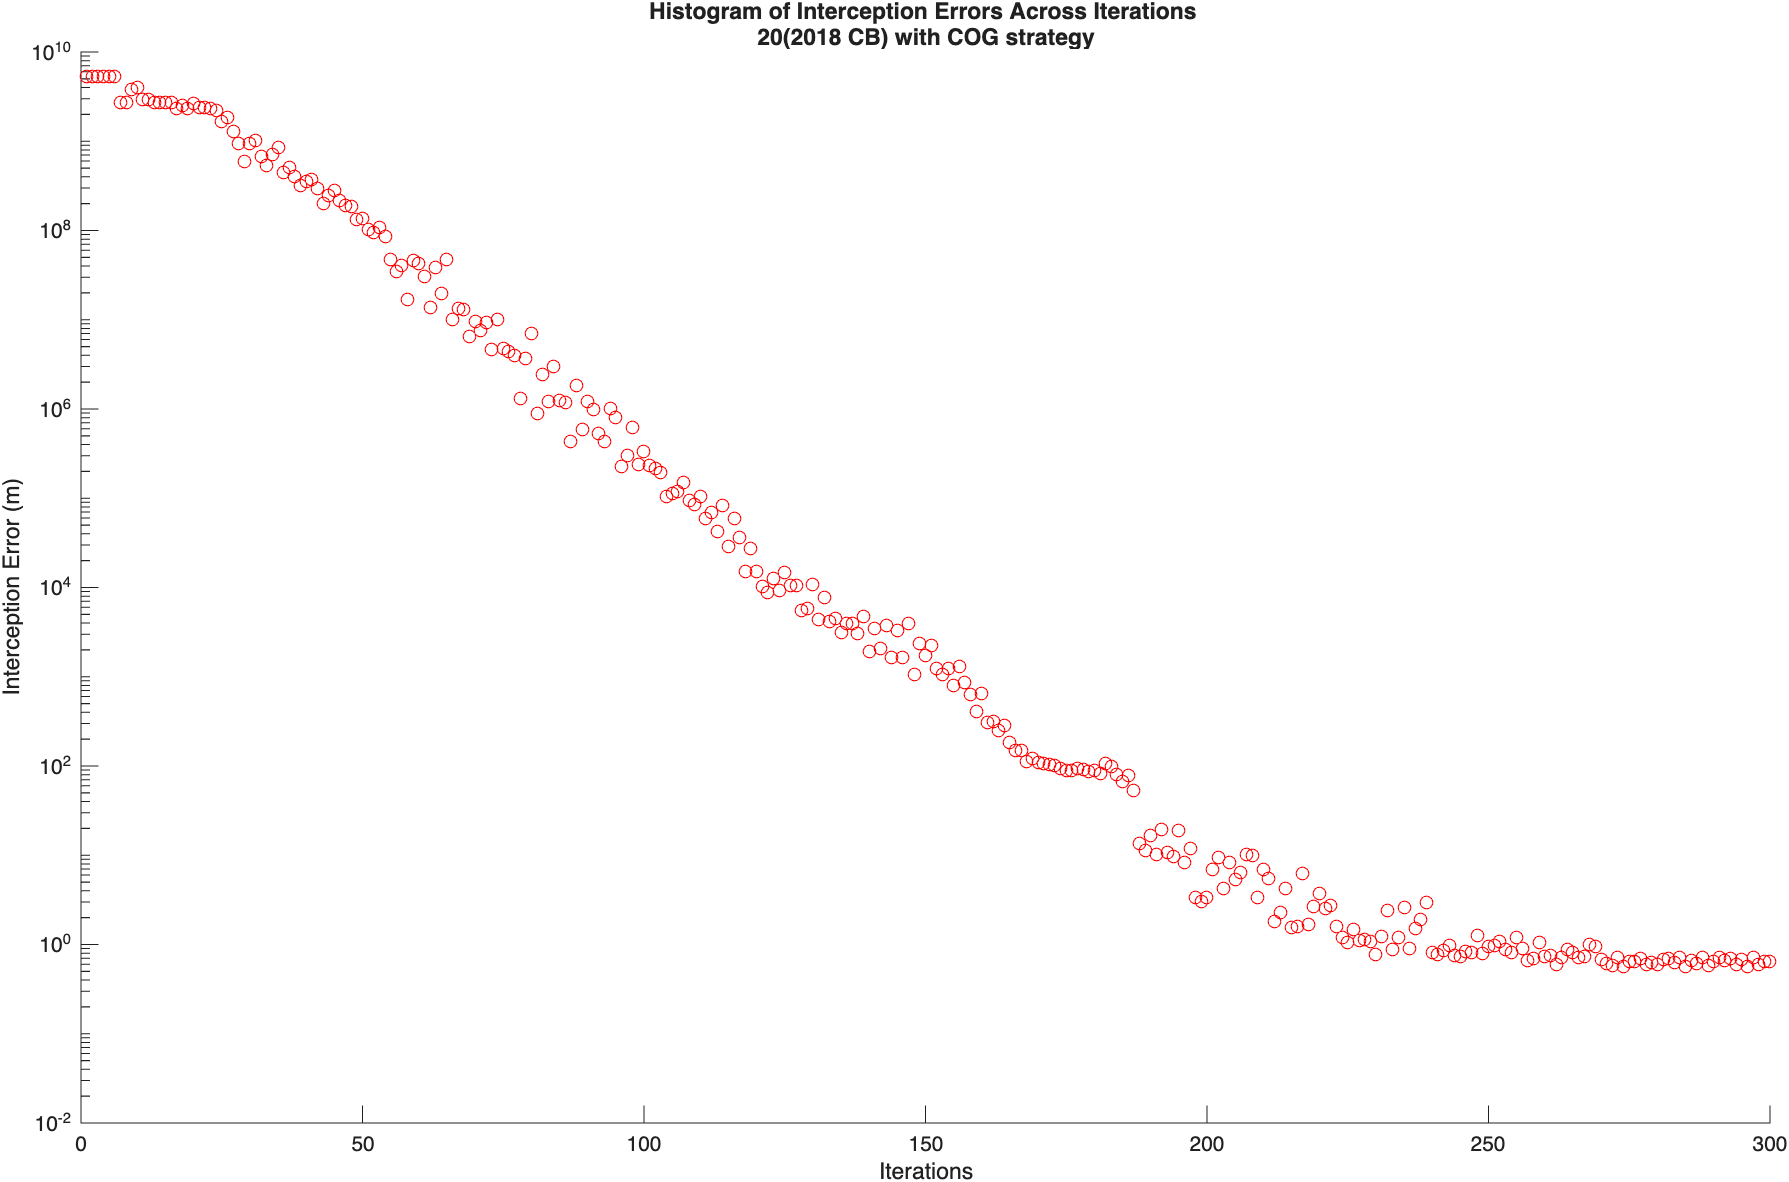 Histogram of Interception Errors Across Iterations
20(2018 CB) with COG strategy
10^10
10^8
10^6
10^4
10^2
10^0
10^-2
Interception Error (m)
0 50 100 150 200 250 300
Iterations